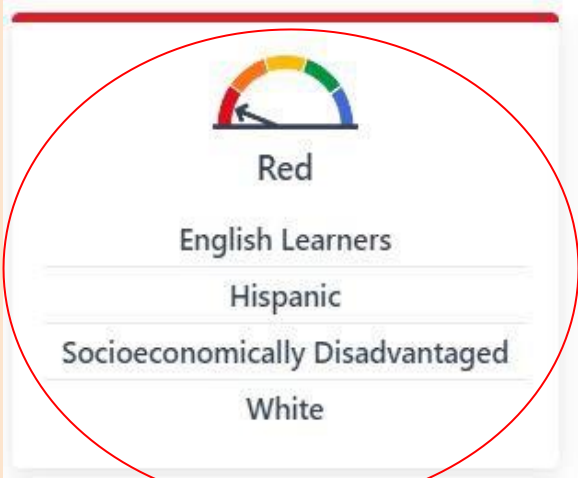 Red
English Learners
Hispanic
Socioeconomically Disadvantaged
White